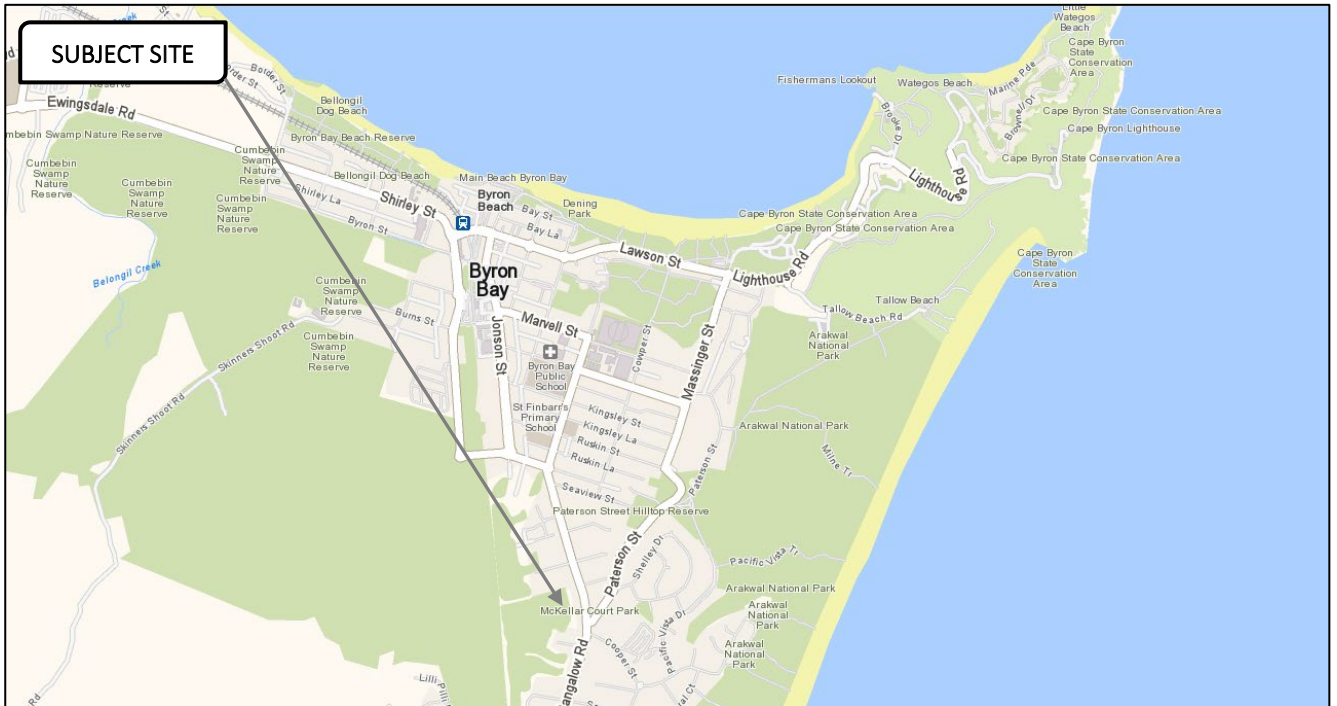 SUBJECT SITE
Little
Wategos
Beach
Cape Byron
State
Conservation
Area
Fishermans Lookout
Wategos Beach
Marine Pde
Brownell Dr
Brooke Dr
Cape Byron State Conservation Area
Cape Byron Lighthouse
Cape Byron State Conservation Area
Lighthouse Rd
Border St
Ewingsdale Rd
Reserve
Bellongil
Dog Beach
Byron Bay Beach Reserve
Cumbebin
Swamp
Nature
Reserve
Bellongil Dog Beach
Main Beach Byron Bay
Cumbebin
Swamp
Nature
Reserve
Cumbebin
Swamp
Nature
Reserve
Cumbebin
Swamp
Nature
Reserve
Shirley La
Shirley St
Byron St
Byron
Beach
Bay St
Bay La
Dening
Park
Cape Byron State Conservation Area
Cape Byron State Conservation Area
Lawson St
Lighthouse Rd
Cape Byron
State
Conservation
Area
Belongil Creek
Byron
Bay
Cumbebin
Swamp
Nature
Reserve
Burns St
Cumbebin
Swamp
Nature
Reserve
Skinners Shoot Rd
Skinners Shoot Rd
Jonson St
Marvell St
Cowper St
Massinger St
Tallow Beach
Tallow Beach Rd
Arakwal
National
Park
Byron Bay
Public
School
St Finbarr's
Primary
School
Kingsley St
Kingsley La
Ruskin St
Ruskin La
Arakwal National Park
Milne Tr
Paterson St
Seaview St
Paterson Street Hilltop Reserve
Paterson St
Shelley Dr
Pacific Vista Tr
McKellar Court Park
Arakwal National Park
Arakwal
National
Park
Pacific Vista Dr
Cooper St
Arakwal
National
Park
Rd